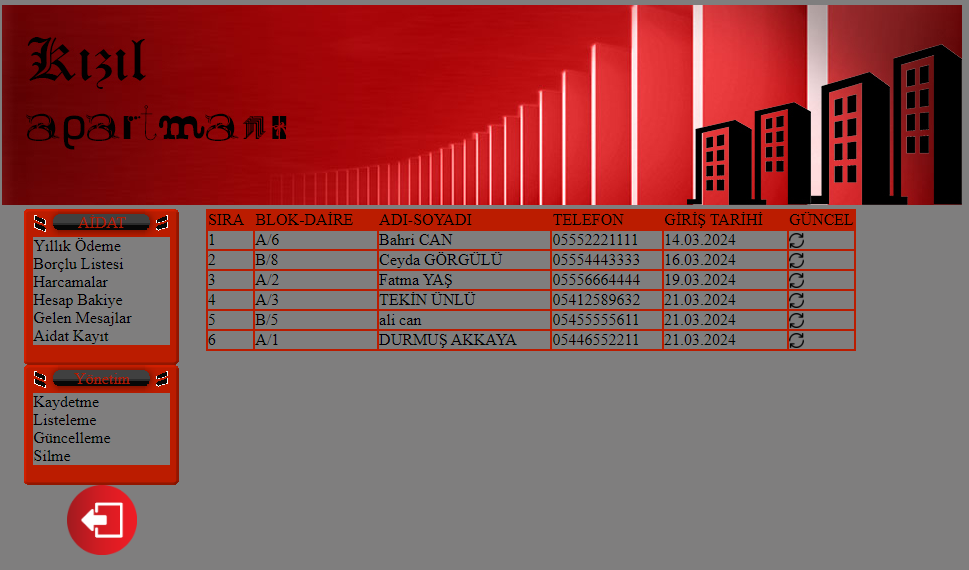 Kızıl
apartmanı
AIDAT
Yıllık Ödeme
Borçlu Listesi
Harcamalar
Hesap Bakiye
Gelen Mesajlar
Aidat Kayıt
Yönetim
Kaydetme
Listeleme
Güncelleme
Silme
SIRA BLOK-DAİRE ADI-SOYADI TELEFON GİRİŞ TARİHİ GÜNCEL
1 A/6 Bahri CAN 05552221111 14.03.2024
2 B/8 Ceyda GÖRGÜLÜ 05554443333 16.03.2024
3 A/2 Fatma YAŞ 05556664444 19.03.2024
4 A/3 TEKİN ÜNLÜ 05412589632 21.03.2024
5 B/5 ali can 05455555611 21.03.2024
6 A/1 DURMUŞ AKKAYA 05446552211 21.03.2024